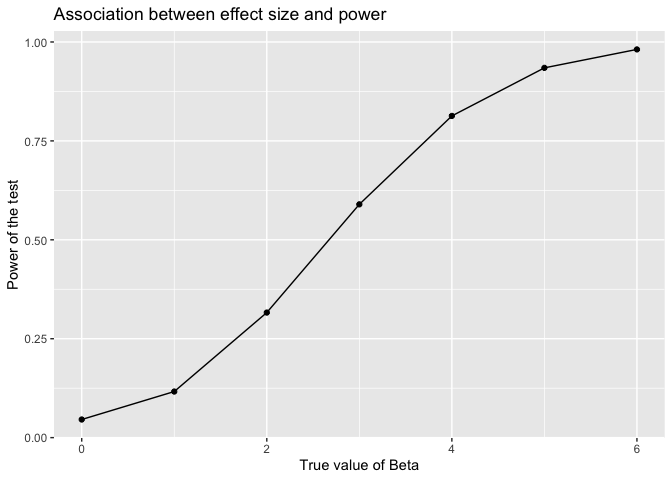 Association between effect size and power
1.00
0.75
0.50
0.25
0.00
Power of the test
0 2 4 6
True value of Beta